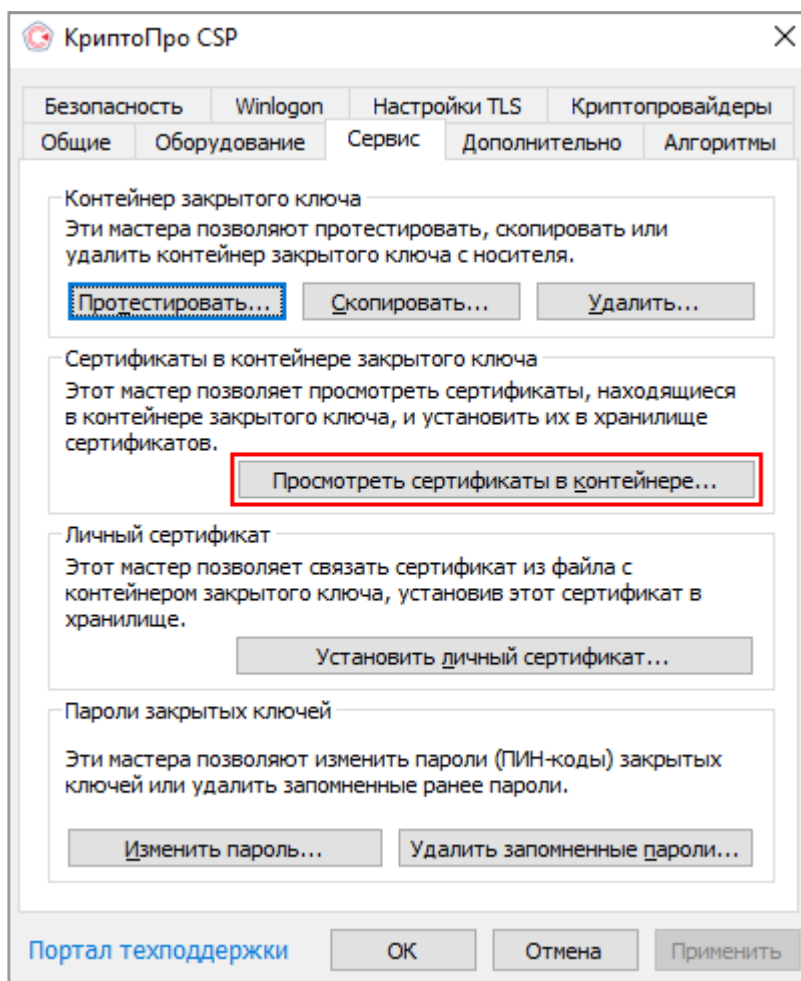 КриптоПро CSP
Безопасность Winlogon Настройки TLS Криптопровайдеры
Общие Оборудование Сервис Дополнительно Алгоритмы
Контейнер закрытого ключа
Эти мастера позволяют протестировать, скопировать или
удалить контейнер закрытого ключа с носителя.
Протестировать... Скопировать... Удалить...
Сертификаты в контейнере закрытого ключа
Этот мастер позволяет просмотреть сертификаты, находящиеся
в контейнере закрытого ключа, и установить их в хранилище
сертификатов.
Просмотреть сертификаты в контейнере...
Личный сертификат
Этот мастер позволяет связать сертификат из файла с
контейнером закрытого ключа, установив этот сертификат в
хранилище.
Установить личный сертификат...
Пароли закрытых ключей
Эти мастера позволяют изменить пароли (ПИН-коды) закрытых
ключей или удалить запомненные ранее пароли.
Изменить пароль... Удалить запомненные пароли...
Портал техподдержки ОК Отмена Применить